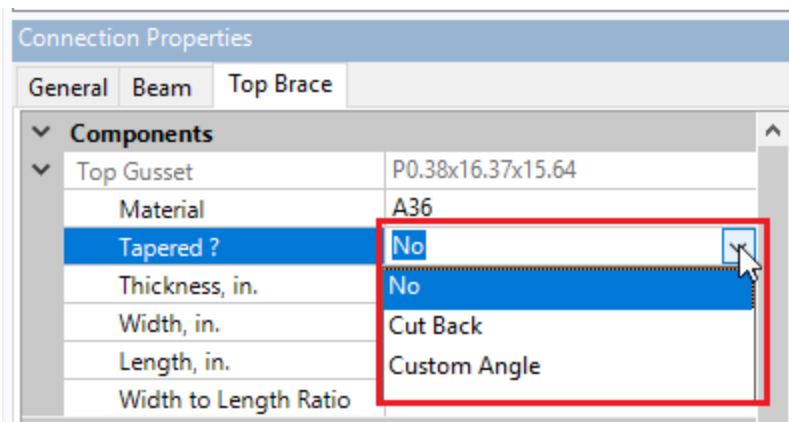 Connection Properties
General Beam Top Brace
Components
Top Gusset P0.38x16.37x15.64
Material A36
Tapered ? No
Thickness, in. No
Width, in. Cut Back
Length, in. Custom Angle
Width to Length Ratio